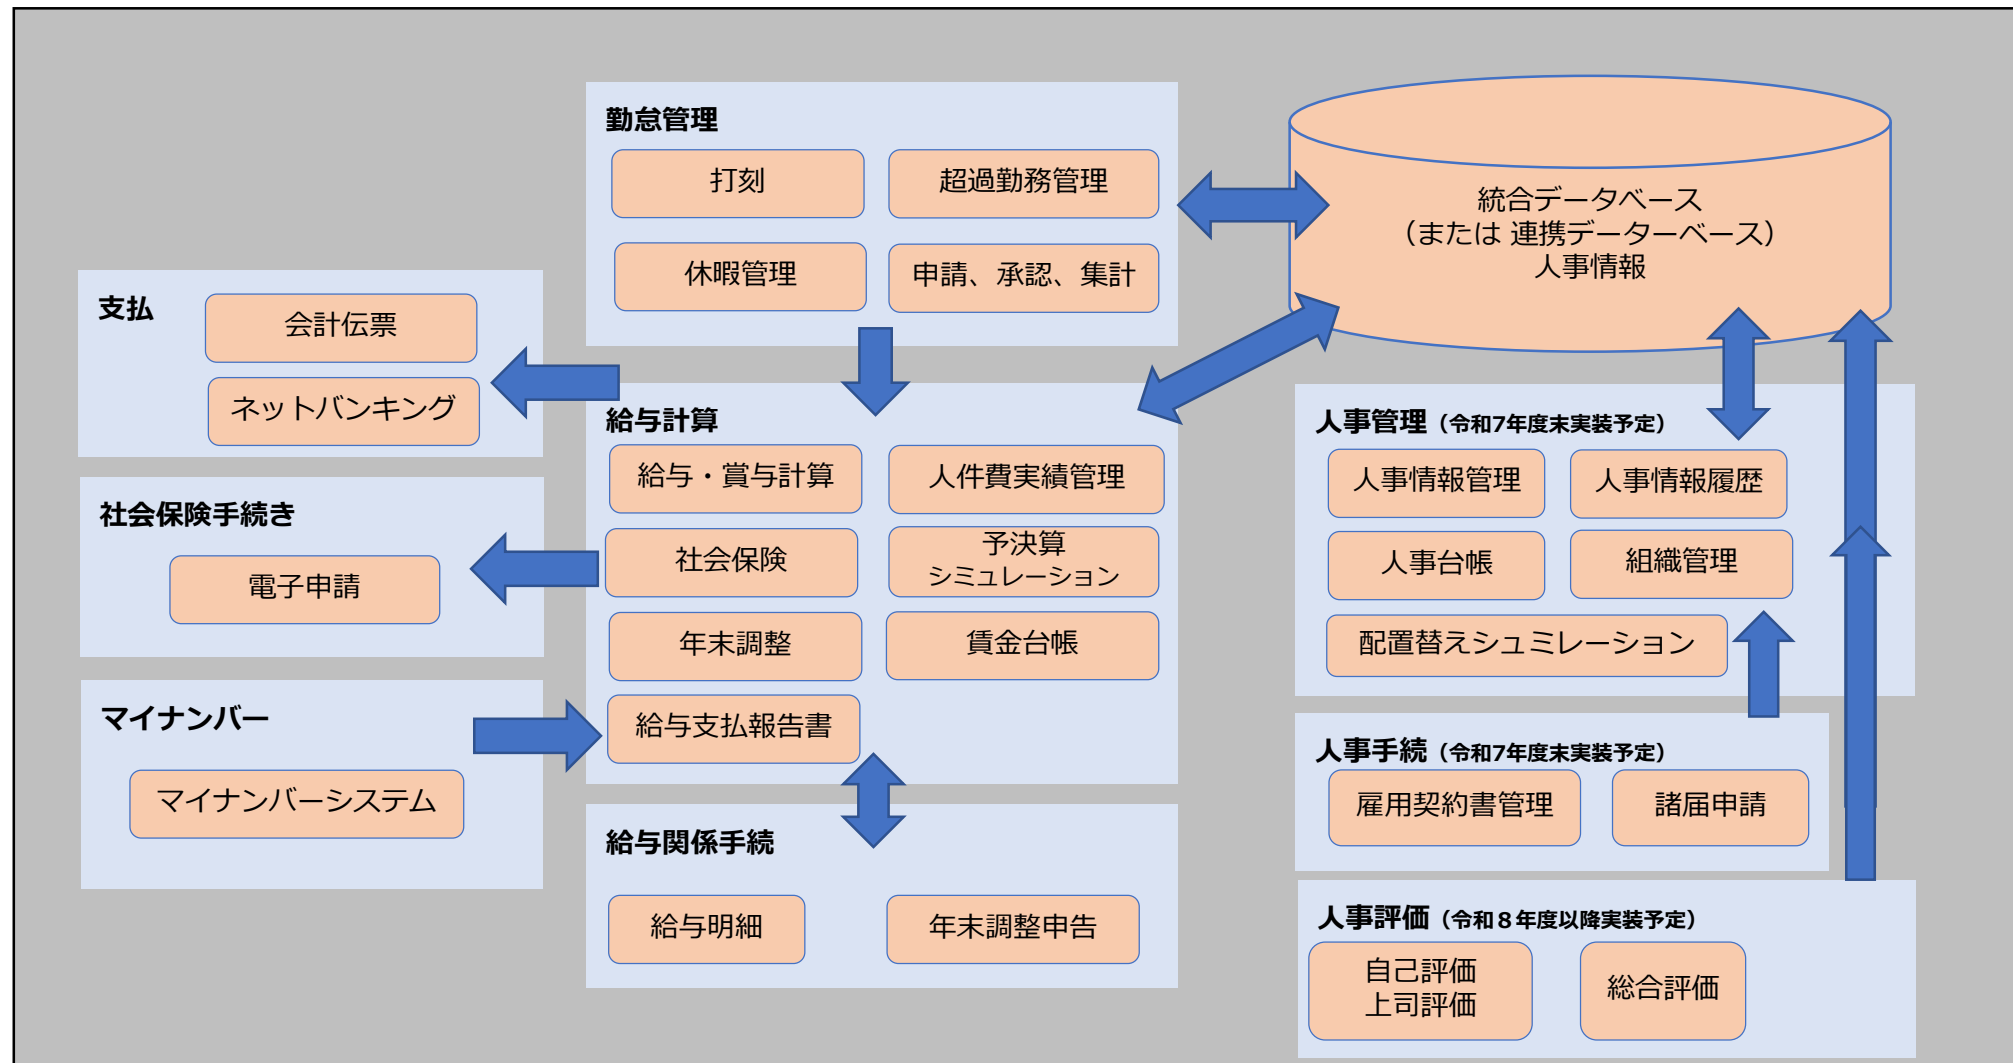 勤怠管理
打刻
超過勤務管理
休暇管理
申請、承認、集計
統合データベース
（または 連携データーベース）
人事情報
支払
会計伝票
ネットバンキング
社会保険手続き
電子申請
マイナンバー
マイナンバーシステム
給与計算
給与・賞与計算
人件費実績管理
社会保険
予決算
シミュレーション
年末調整
賃金台帳
給与支払報告書
給与関係手続
給与明細
年末調整申告
人事管理（令和7年度末実装予定）
人事情報管理
人事情報履歴
人事台帳
組織管理
配置替えシュミレーション
人事手続（令和7年度末実装予定）
雇用契約書管理
諸届申請
人事評価（令和８年度以降実装予定）
自己評価
上司評価
総合評価